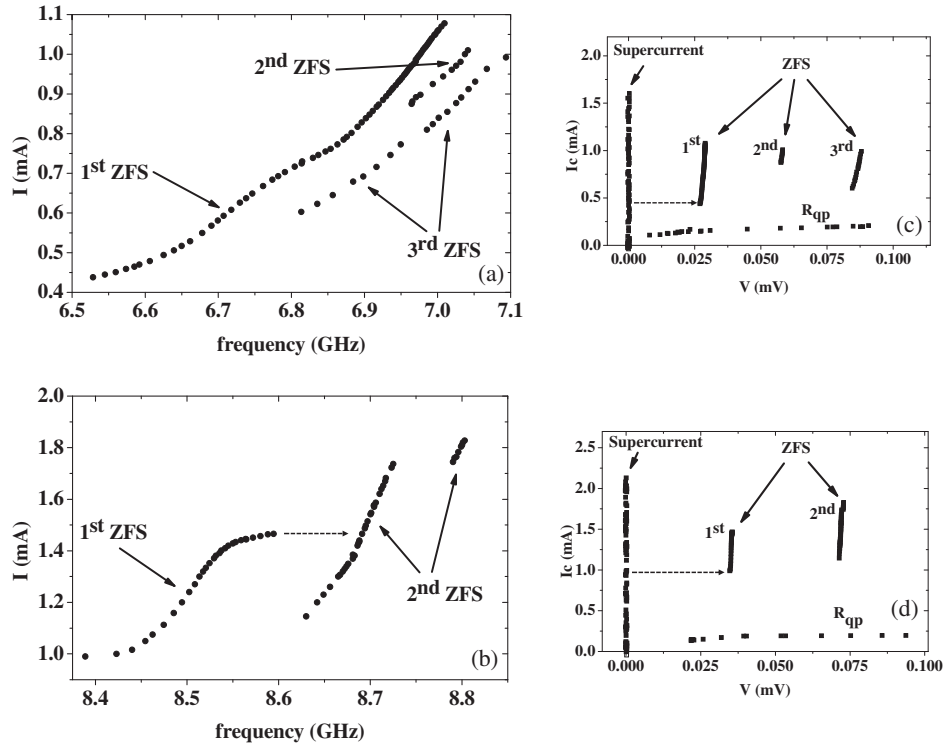 1.1
1.0
0.9
0.8
0.7
0.6
0.5
0.4
I (mA)
2nd ZFS
1st ZFS
3rd ZFS
(a)
6.5 6.6 6.7 6.8 6.9 7.0 7.1
frequency (GHz)
2.0
1.8
1.6
1.4
1.2
1.0
I (mA)
1st ZFS
2nd ZFS
(b)
8.4 8.5 8.6 8.7 8.8
frequency (GHz)
2.0
1.5
1.0
0.5
0.0
Ic (mA)
Supercurrent
ZFS
1st
2nd
3rd
Rqp
(c)
0.000 0.025 0.050 0.075 0.100
V (mV)
2.5
2.0
1.5
1.0
0.5
0.0
Ic (mA)
Supercurrent
ZFS
1st
2nd
Rqp
(d)
0.000 0.025 0.050 0.075 0.100
V (mV)